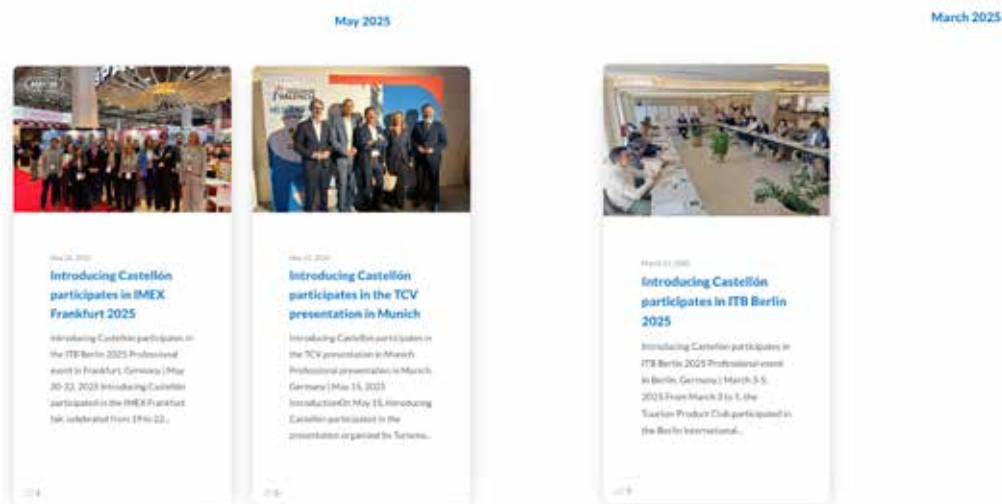 May 2025
March 2025
Introducing Castellón
participates in IMEX
Frankfurt 2025
Introducing Castellón participates in
the ITB Berlin 2025 Professional
event in Frankfurt, Germany | May
20-22, 2025 Introducing Castellón
participated in the IMEX Frankfurt
fair, celebrated from 19 to 22...
Introducing Castellón
participates in the TCV
presentation in Munich
Introducing Castellón participates in
the TCV presentation in Munich
Professional presentation in Munich,
Germany | May 15, 2025
IntroductionOn May 15, Introducing
Castellón participated in the
presentation organized by Turisme...
Introducing Castellón
participates in ITB Berlin
2025
Introducing Castellón participates in
ITB Berlin 2025 Professional event
in Berlin, Germany | March 3-5,
2025 From March 3 to 5, the
Tourism Product Club participated in
the Berlin International...